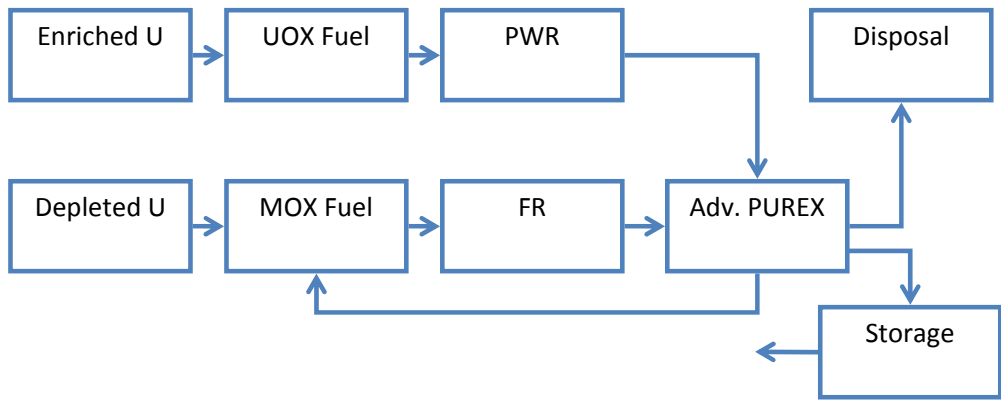 Enriched U
UOX Fuel
PWR
Disposal
Depleted U
MOX Fuel
FR
Adv. PUREX
Storage